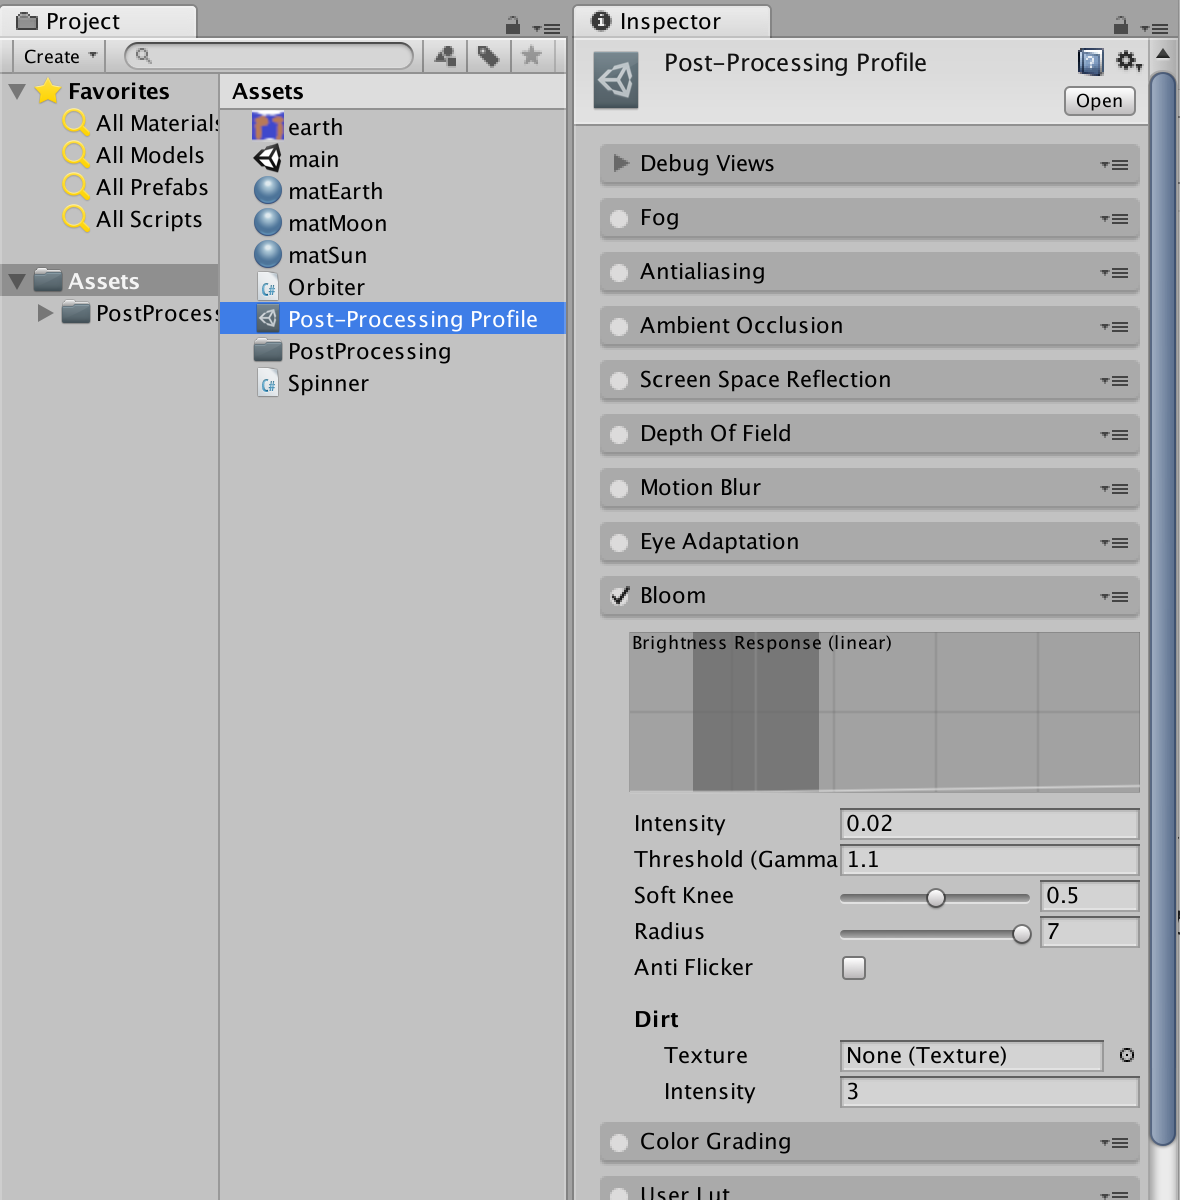 Project
Create
Favorites
All Materials
All Models
All Prefabs
All Scripts
Assets
PostProcess
Assets
earth
main
matEarth
matMoon
matSun
C# Orbiter
Post-Processing Profile
PostProcessing
C# Spinner
Inspector
Post-Processing Profile
Open
Debug Views
Fog
Antialiasing
Ambient Occlusion
Screen Space Reflection
Depth Of Field
Motion Blur
Eye Adaptation
Bloom
Brightness Response (linear)
Intensity 0.02
Threshold (Gamma 1.1
Soft Knee 0.5
Radius 7
Anti Flicker
Dirt
Texture None (Texture)
Intensity 3
Color Grading
User Lut